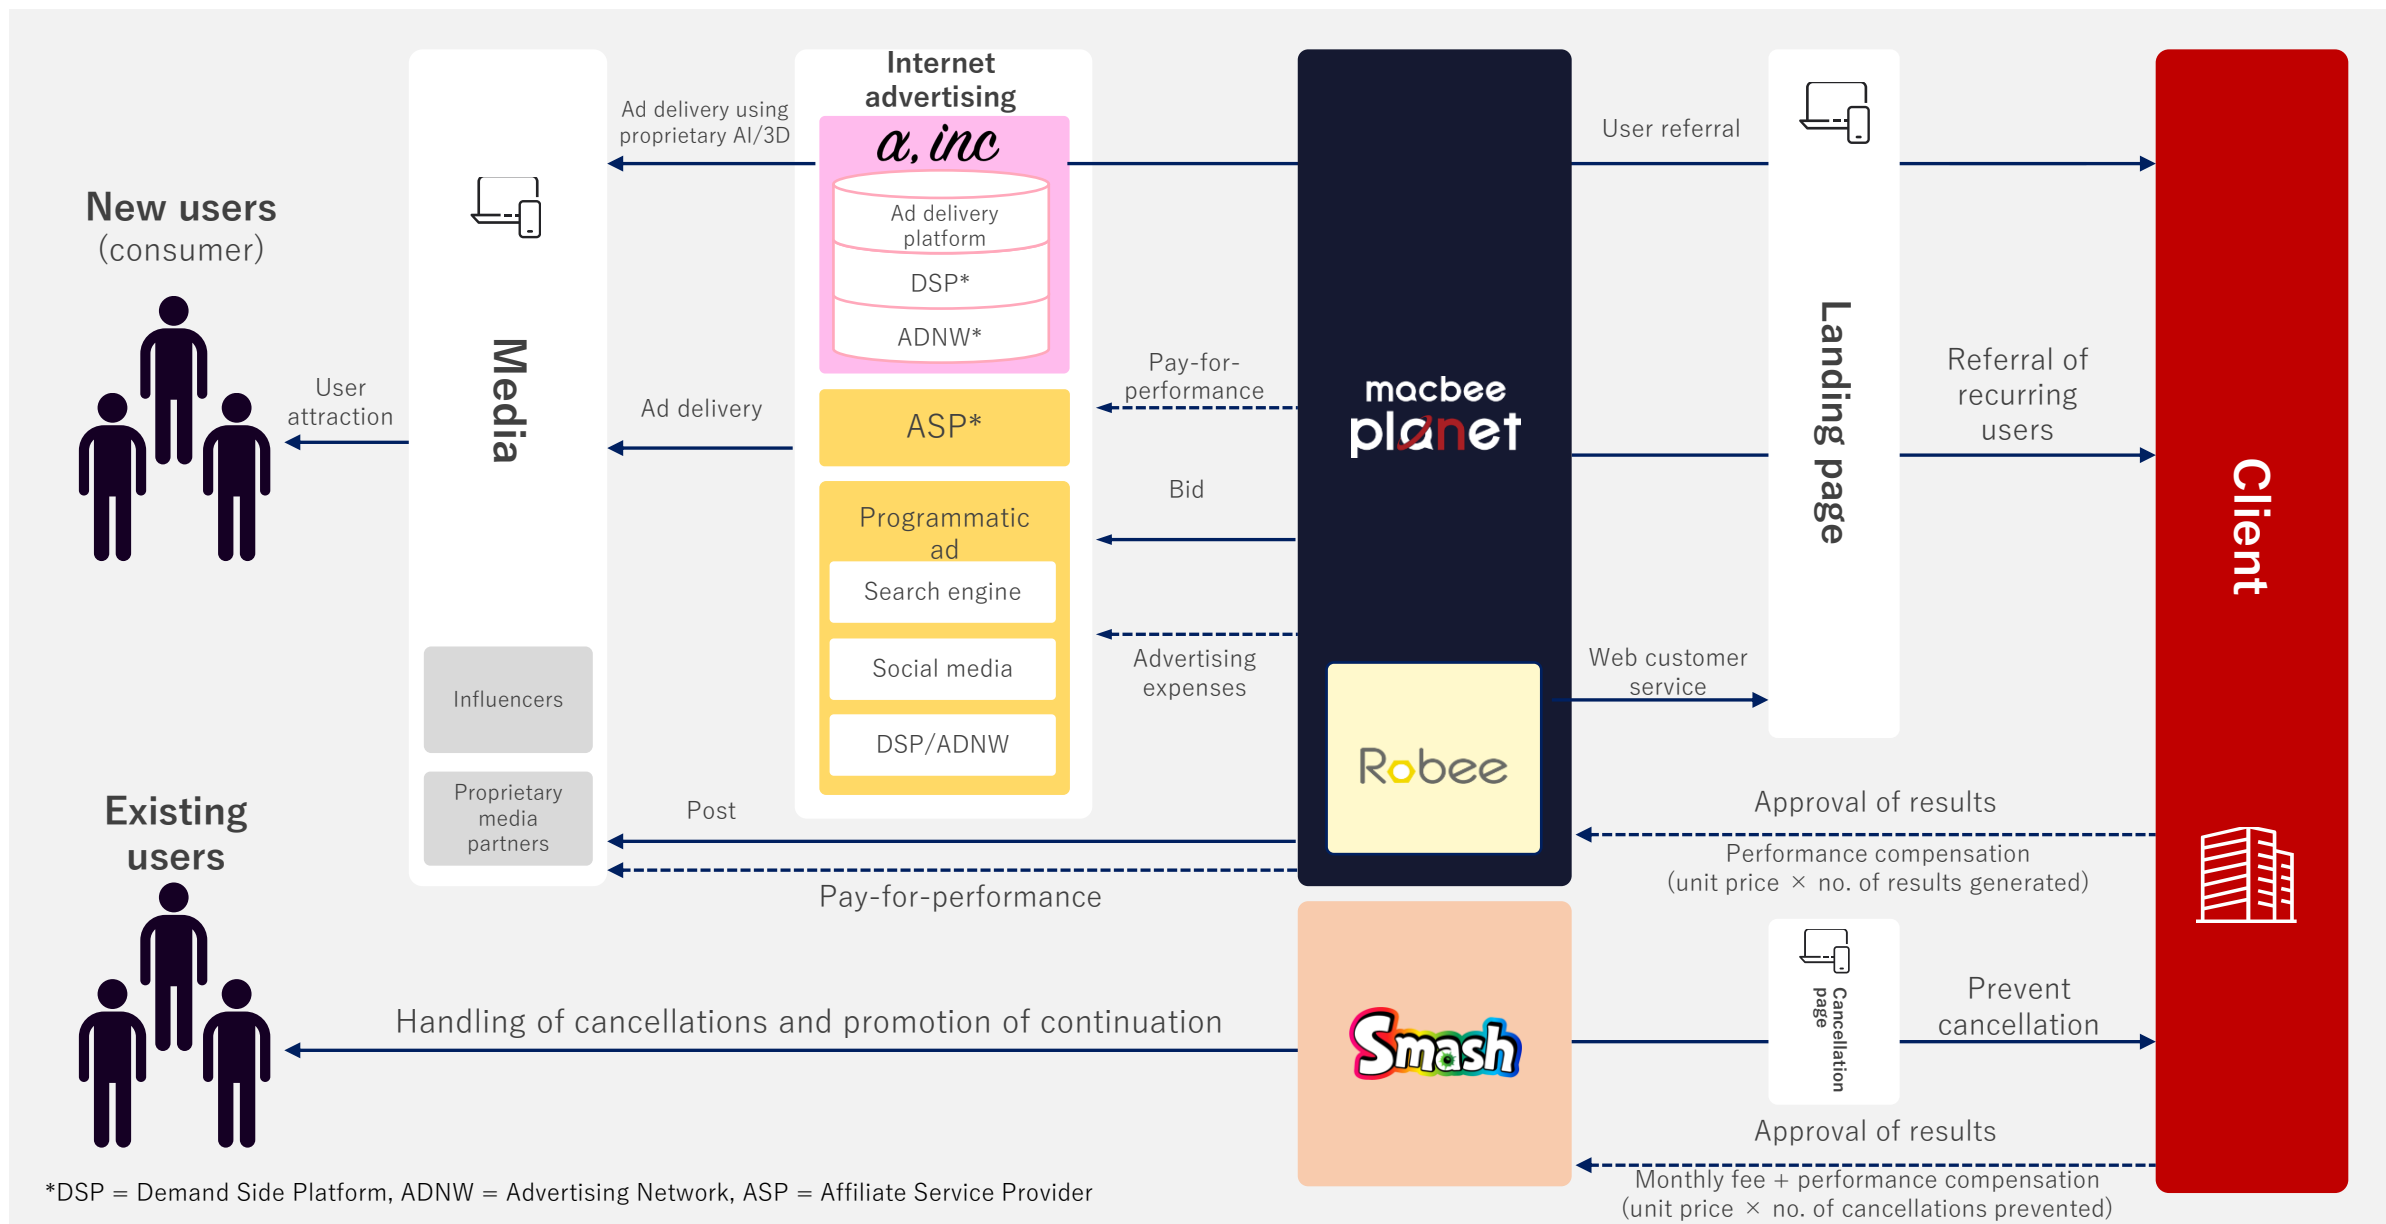 New users
(consumer)
User
attraction
Media
Influencers
Proprietary
media
partners
Ad delivery using
proprietary AI/3D
Ad delivery
Internet
advertising
α, inc
Ad delivery
platform
DSP*
ADNW*
ASP*
Programmatic
ad
Search engine
Social media
DSP/ADNW
Pay-for-
performance
Bid
Advertising
expenses
Post
Pay-for-performance
macbee
planet
Robee
User referral
Landing page
Referral of
recurring
users
Web customer
service
Approval of results
Performance compensation
(unit price × no. of results generated)
Client
Existing
users
Handling of cancellations and promotion of continuation
Smash
Cancellation
page
Prevent
cancellation
Approval of results
Monthly fee + performance compensation
(unit price × no. of cancellations prevented)
*DSP = Demand Side Platform, ADNW = Advertising Network, ASP = Affiliate Service Provider